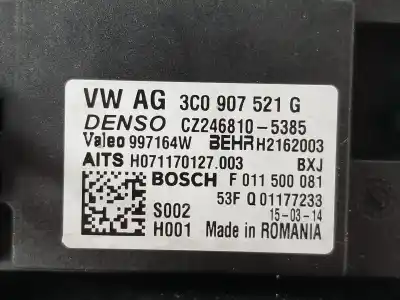 VW AG 3C0 907 521 G
DENSO CZ246810-5385
Valeo 997164W BEHR H2162003
AITS H071170127.003 BXJ
BOSCH F 011 500 081
53F Q 01177233
S002 15-03-14
H001 Made in ROMANIA